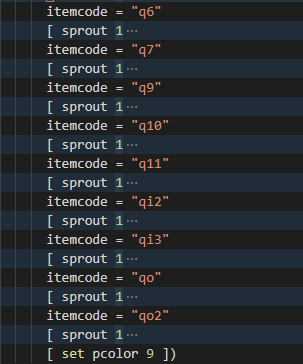 itemcode = "q6"
[ sprout 1···
itemcode = "q7"
[ sprout 1···
itemcode = "q9"
[ sprout 1···
itemcode = "q10"
[ sprout 1···
itemcode = "q11"
[ sprout 1···
itemcode = "qi2"
[ sprout 1···
itemcode = "qi3"
[ sprout 1···
itemcode = "qo"
[ sprout 1···
itemcode = "qo2"
[ sprout 1···
[ set pcolor 9 ])